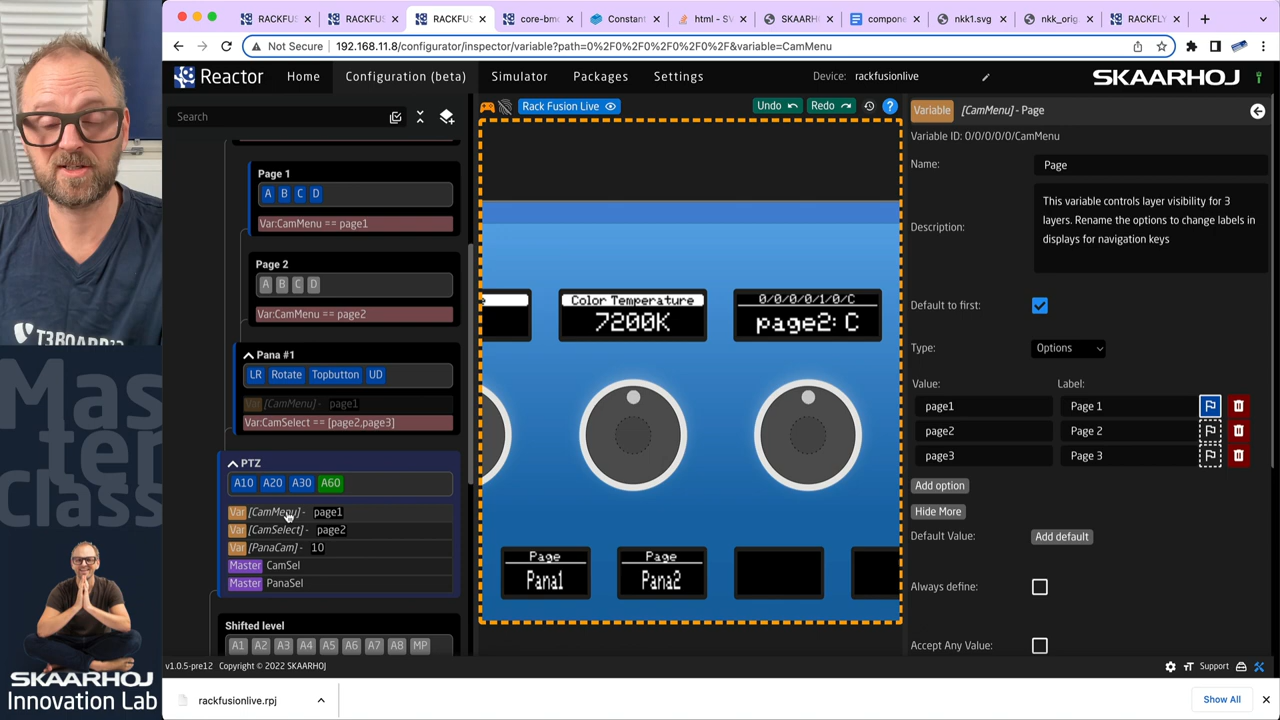 RACKFUS
RACKFUS
RACKFUS
core-bm
Constan
html - SV
SKAARH
compone
nkk1.svg
nkk_orig
RACKFLY
Not Secure
192.168.11.8/configurator/inspector/variable?path=0%2F0%2F0%2F0%2F0%2F&variable=CamMenu
Reactor
Home
Configuration (beta)
Simulator
Packages
Settings
Device:
rackfusionlive
SKAARHOJ
Search
Rack Fusion Live
Undo
Redo
?
Page 1
A B C D
Var:CamMenu == page1
Page 2
A B C D
Var:CamMenu == page2
Pana #1
LR Rotate Topbutton UD
Var [CamMenu] - page1
Var:CamSelect == [page2,page3]
PTZ
A10 A20 A30 A60
Var [CamMenu] - page1
Var [CamSelect] - page2
Var [PanaCam] - 10
Master CamSel
Master PanaSel
Shifted level
A1 A2 A3 A4 A5 A6 A7 A8 MP
Color Temperature
7200K
0/0/0/0/1/0/C
page2: C
Page
Pana1
Page
Pana2
Variable [CamMenu] - Page
Variable ID: 0/0/0/0/0/CamMenu
Name:
Page
Description:
This variable controls layer visibility for 3
layers. Rename the options to change labels in
displays for navigation keys
Default to first:
Type:
Options
Value:
Label:
page1
Page 1
page2
Page 2
page3
Page 3
Add option
Hide More
Default Value:
Add default
Always define:
Accept Any Value:
v1.0.5-pre12 Copyright © 2022 SKAARHOJ
Support
rackfusionlive.rpj
Show All
Master
Class
SKAARHOJ
Innovation Lab